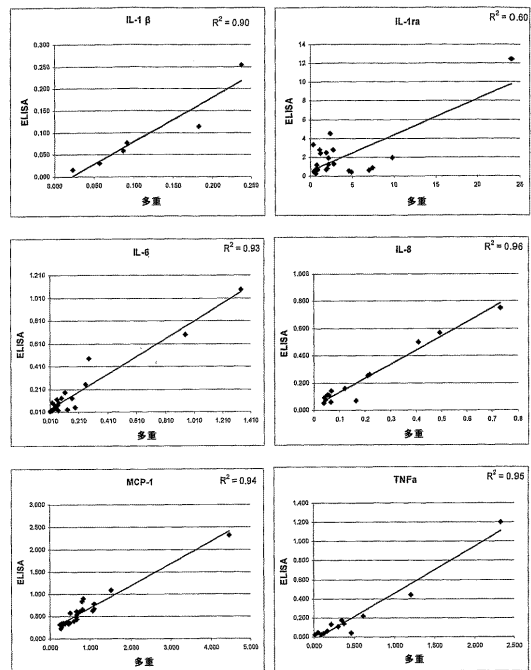 IL-1 β
R² = 0.90
0.300
0.250
0.200
0.150
0.100
0.050
0.000
ELISA
0.000 0.050 0.100 0.150 0.200 0.250
多重
IL-1ra
R² = 0.60
14
12
10
8
6
4
2
0
ELISA
0 5 10 15 20 25
多重
IL-6
R² = 0.93
1.210
1.010
0.810
0.610
0.410
0.210
0.010
ELISA
0.010 0.210 0.410 0.610 0.810 1.010 1.210 1.410
多重
IL-8
R² = 0.96
1.000
0.800
0.600
0.400
0.200
0.000
ELISA
0 0.1 0.2 0.3 0.4 0.5 0.6 0.7 0.8
多重
MCP-1
R² = 0.94
3.000
2.500
2.000
1.500
1.000
0.500
0.000
ELISA
0.000 1.000 2.000 3.000 4.000 5.000
多重
TNFa
R² = 0.95
1.400
1.200
1.000
0.800
0.600
0.400
0.200
0.000
ELISA
0.000 0.500 1.000 1.500 2.000 2.500
多重